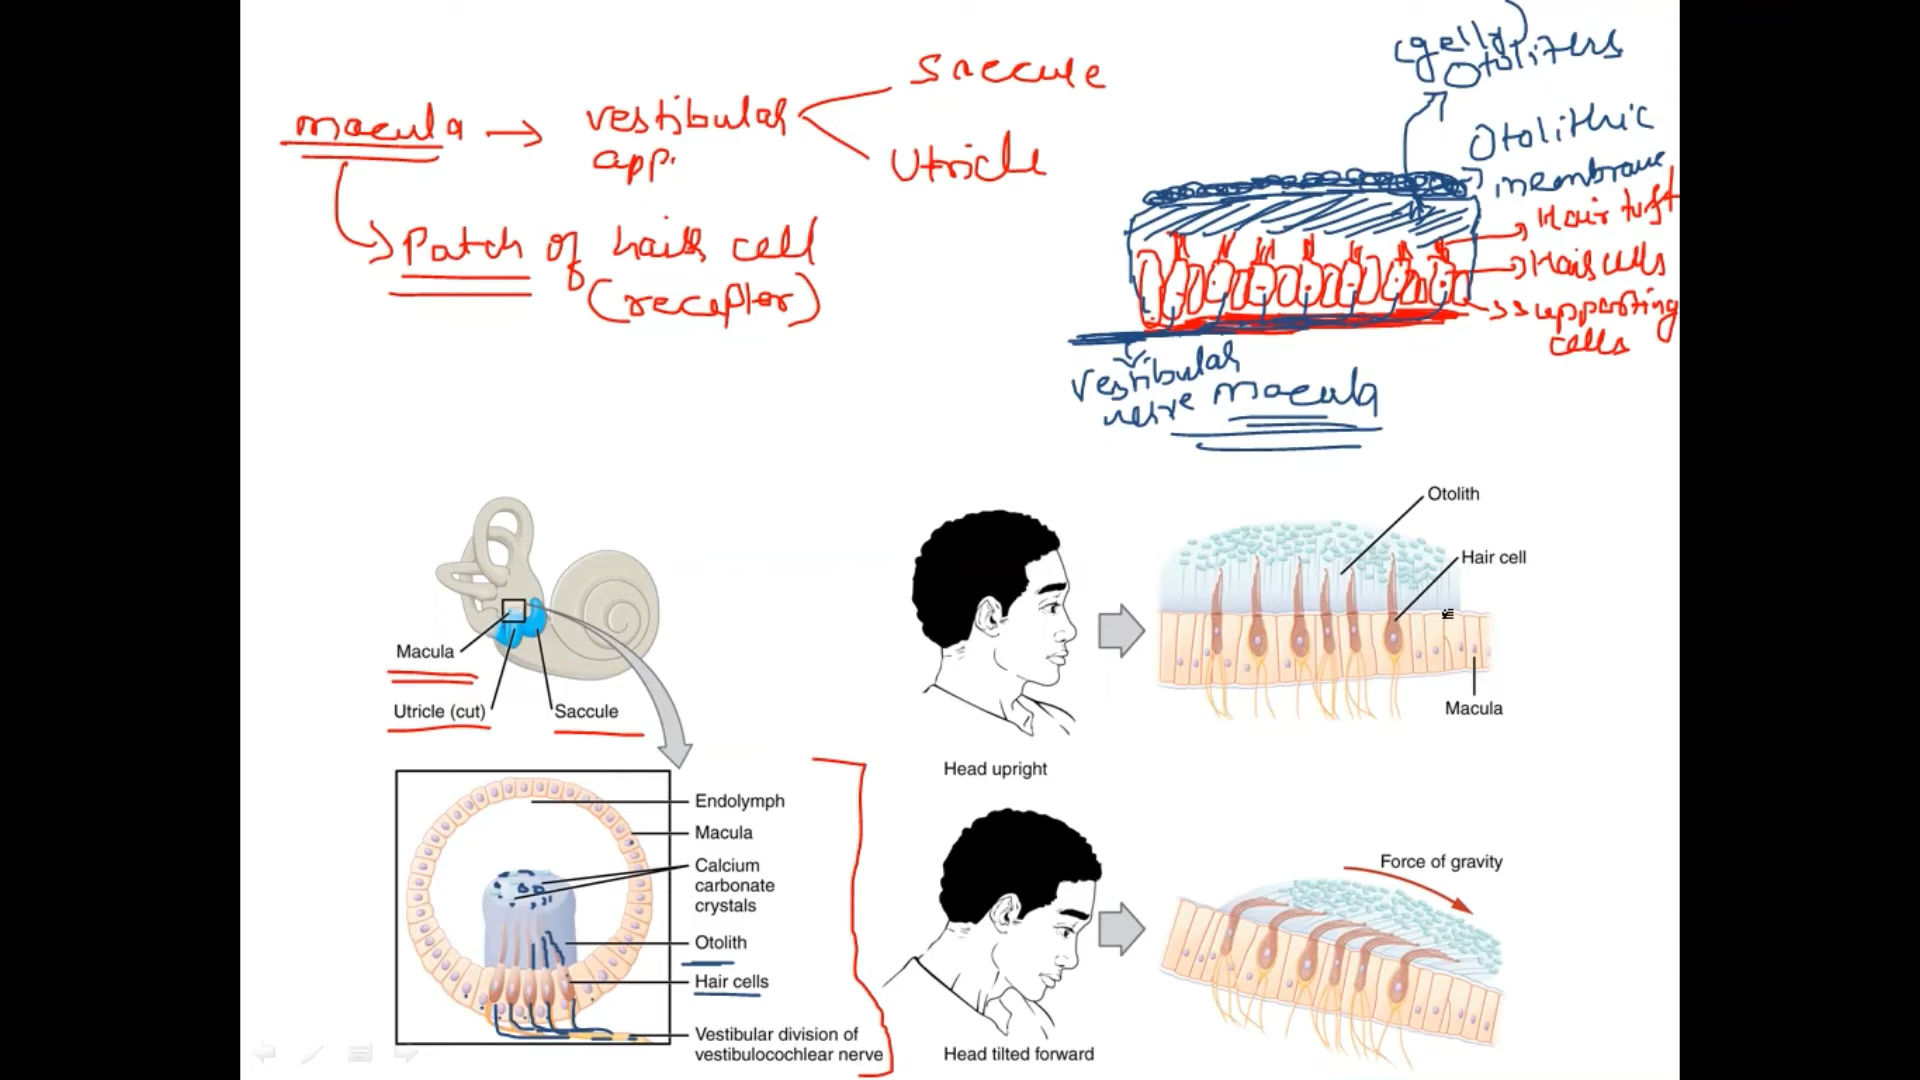 macula → vestibular app.
Saccule
Utricle
Patch of hair cell
(receptor)
(gelly)
Otoliths
Otolithic
membrane
Hair tuft
Hair cells
supporting
cells
vestibular
nerve
macula
Otolith
Hair cell
Macula
Head upright
Macula
Utricle (cut)
Saccule
Endolymph
Macula
Calcium
carbonate
crystals
Otolith
Hair cells
Vestibular division of
vestibulocochlear nerve
Force of gravity
Head tilted forward